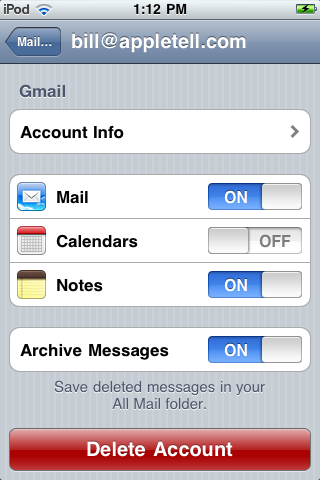 iPod 1:12 PM
Mail... bill@appletell.com
Gmail
Account Info
Mail ON
Calendars OFF
Notes ON
Archive Messages ON
Save deleted messages in your
All Mail folder.
Delete Account